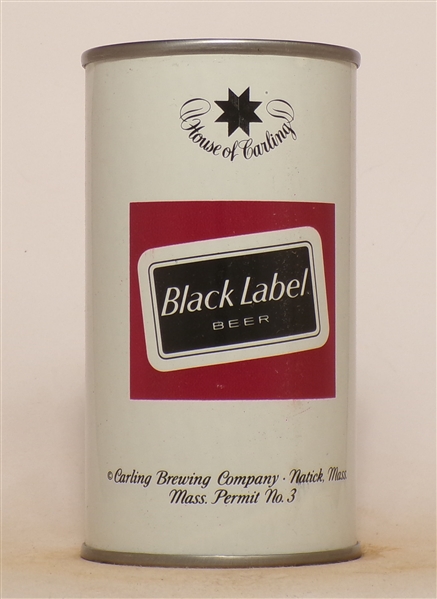 House of Carling
Black Label
BEER
© Carling Brewing Company · Natick, Mass.
Mass. Permit No. 3